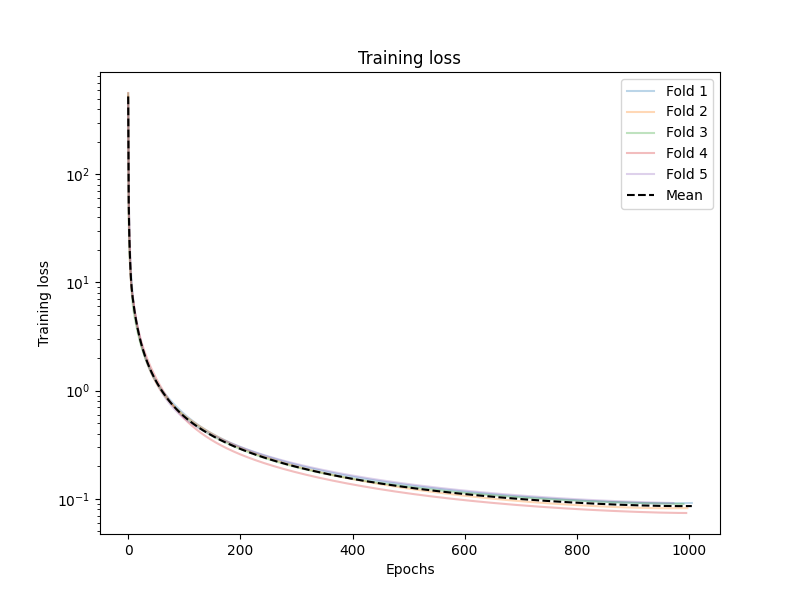 Training loss
Fold 1
Fold 2
Fold 3
Fold 4
Fold 5
Mean
Training loss
10²
10¹
10⁰
10⁻¹
0 200 400 600 800 1000
Epochs